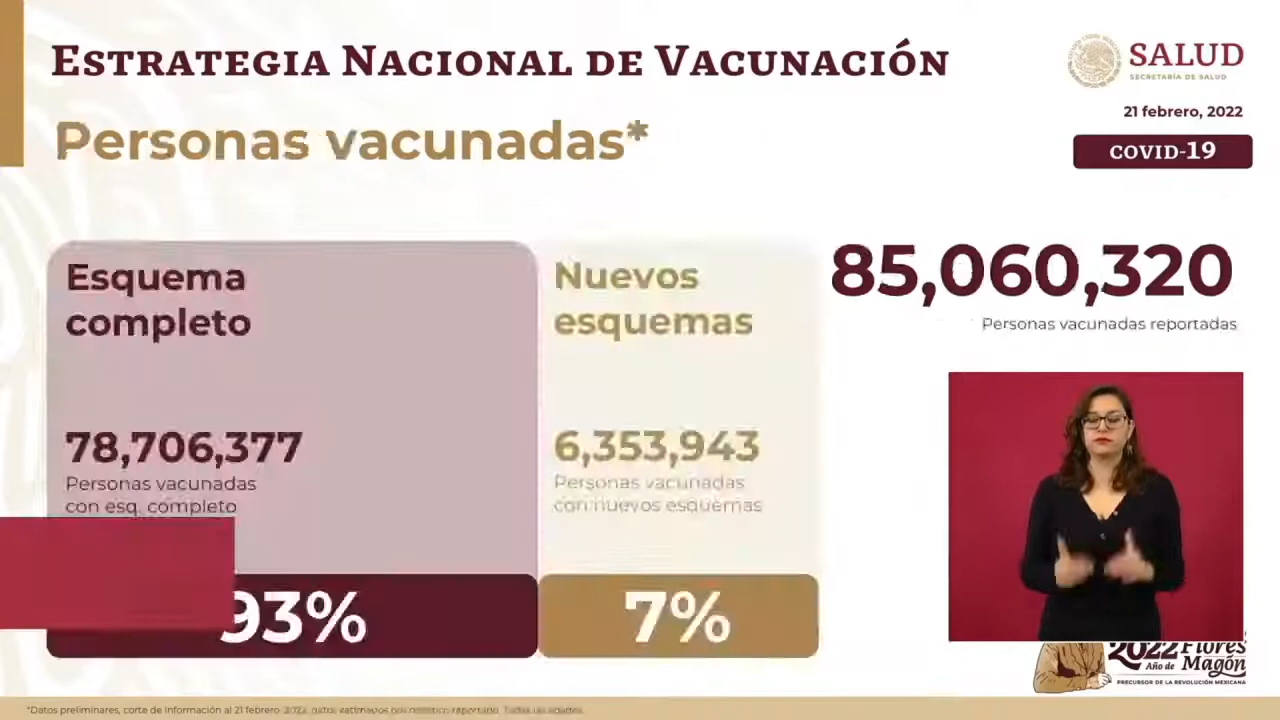 ESTRATEGIA NACIONAL DE VACUNACIÓN
SALUD
SECRETARÍA DE SALUD
21 febrero, 2022
COVID-19
Personas vacunadas*
Esquema
completo
78,706,377
Personas vacunadas
con esq. completo
93%
Nuevos
esquemas
6,353,943
Personas vacunadas
con nuevos esquemas
7%
85,060,320
Personas vacunadas reportadas
2022 Flores
Año de Magón
PRECURSOR DE LA REVOLUCIÓN MEXICANA
*Datos preliminares, corte de información al 21 febrero 2022,